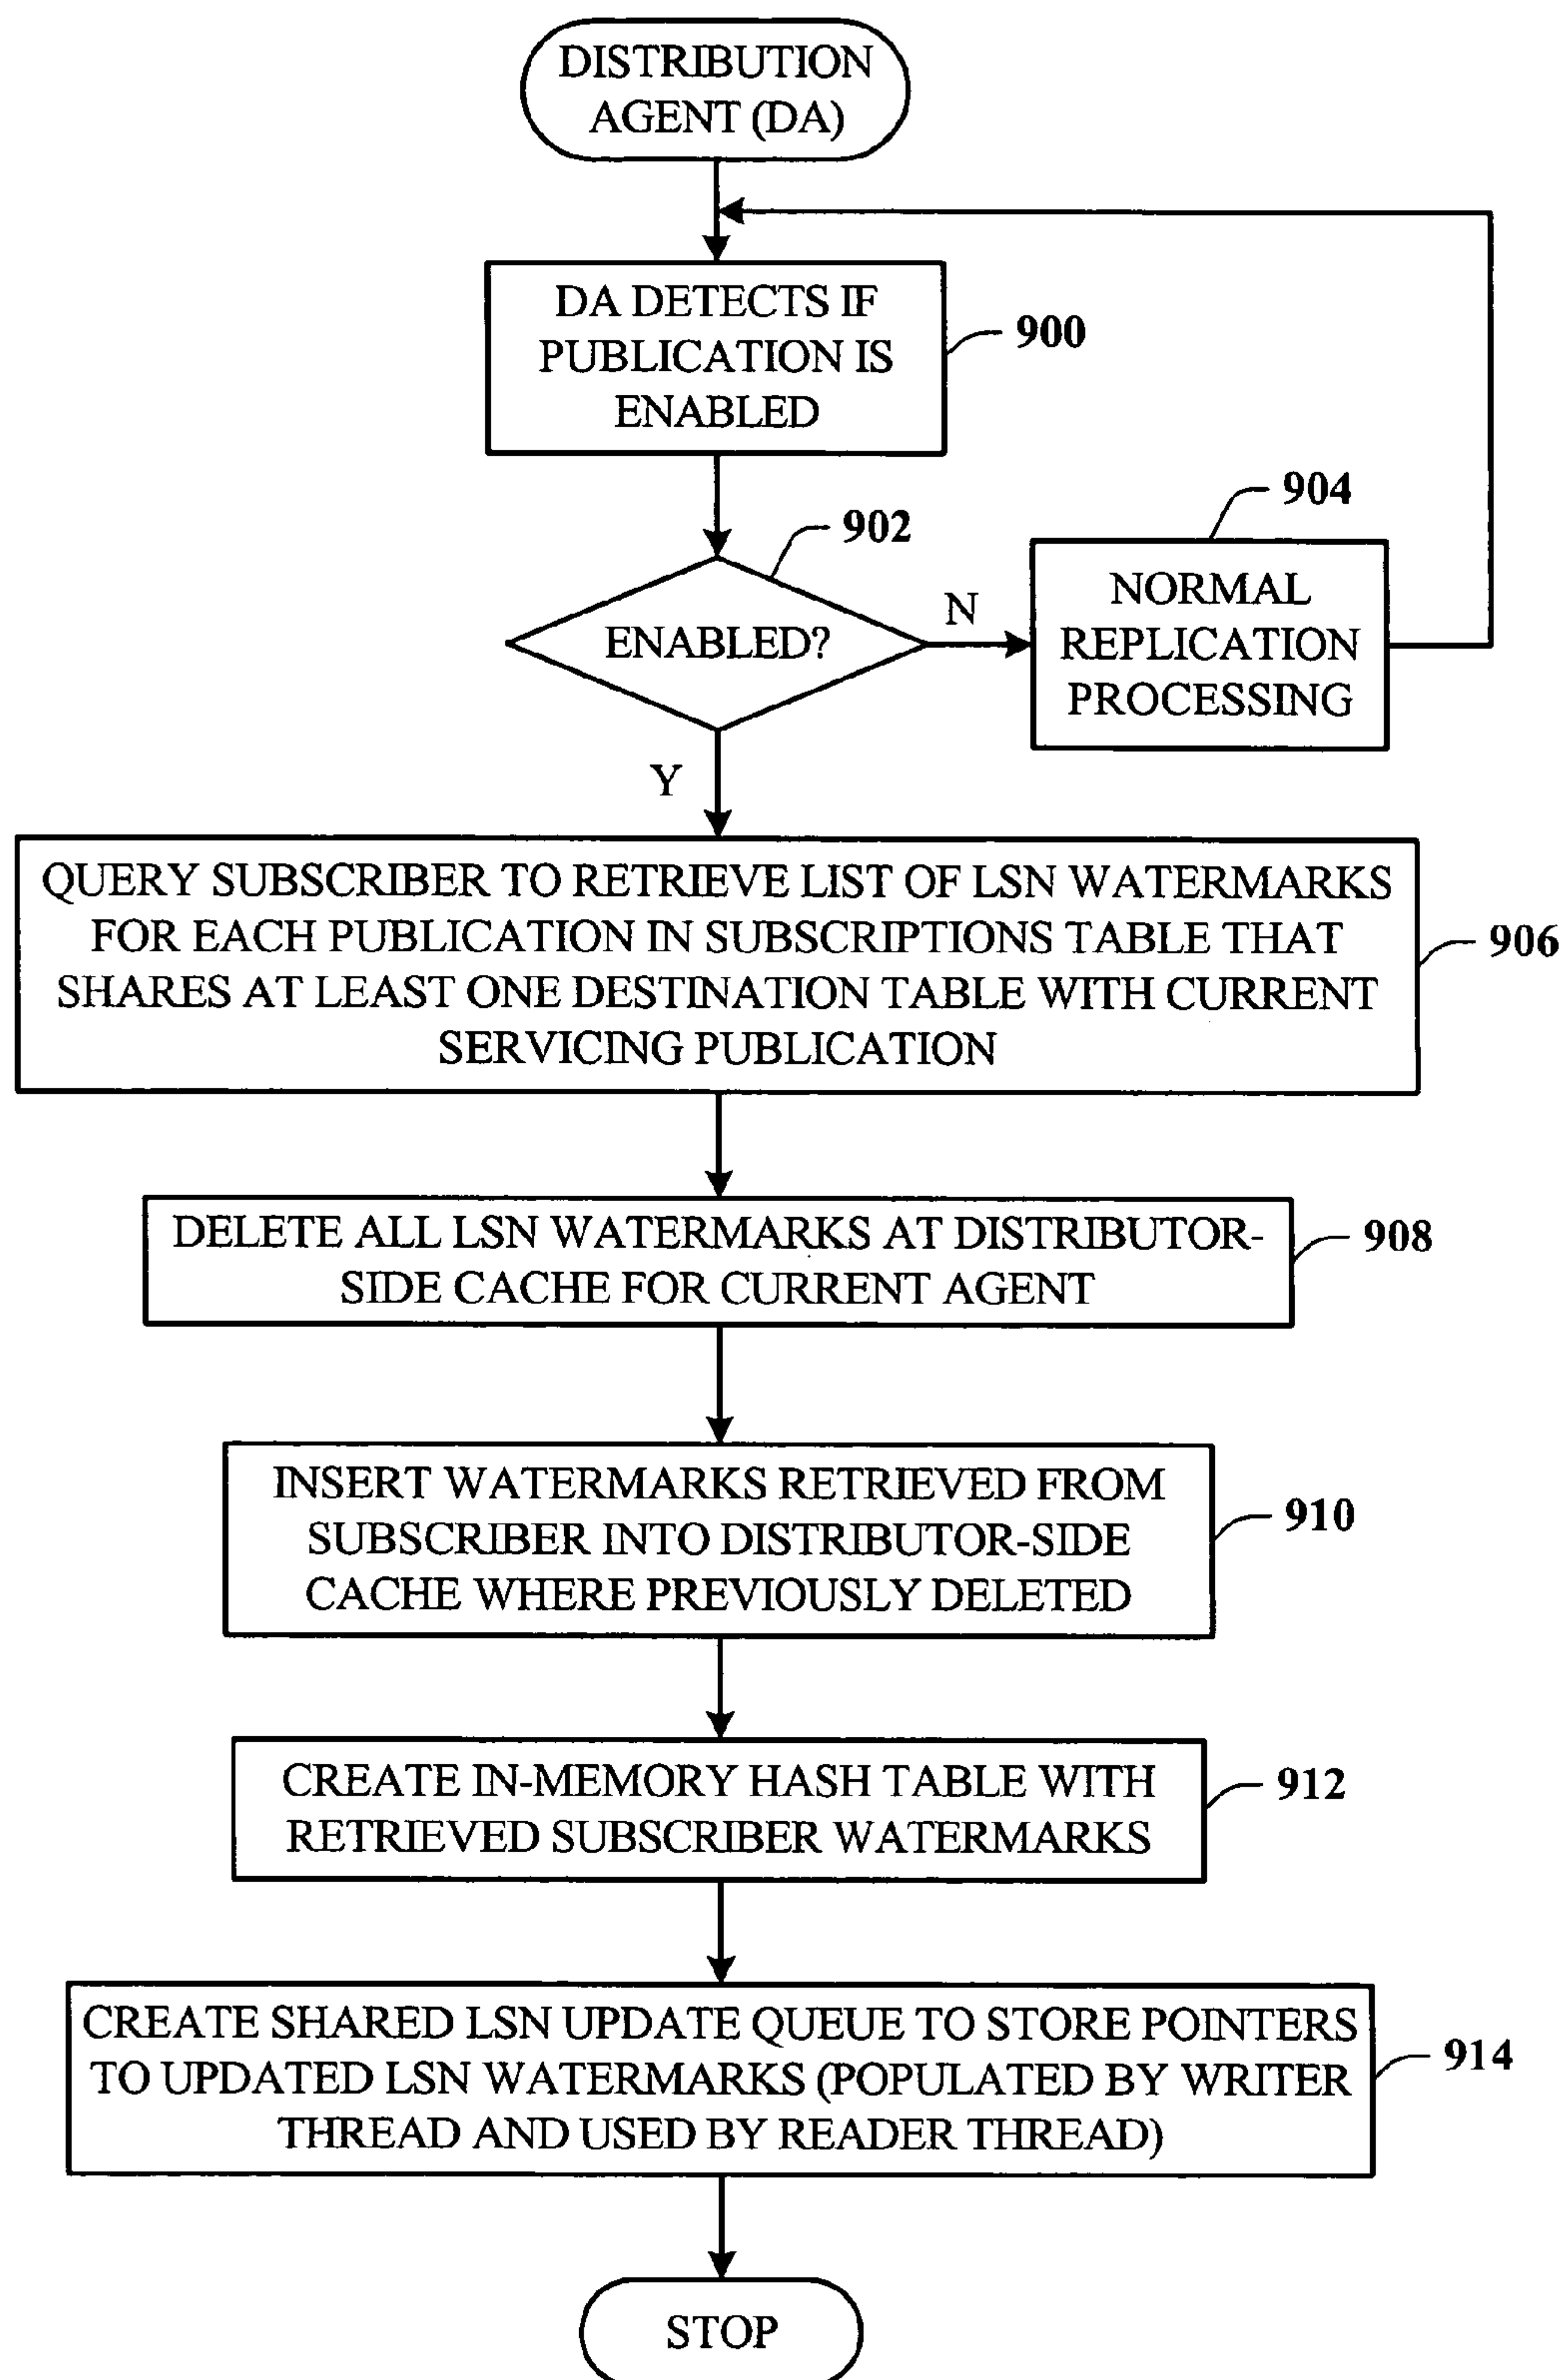 DISTRIBUTION
AGENT (DA)
DA DETECTS IF
PUBLICATION IS
ENABLED
900
902
ENABLED?
N
904
NORMAL
REPLICATION
PROCESSING
Y
QUERY SUBSCRIBER TO RETRIEVE LIST OF LSN WATERMARKS
FOR EACH PUBLICATION IN SUBSCRIPTIONS TABLE THAT
SHARES AT LEAST ONE DESTINATION TABLE WITH CURRENT
SERVICING PUBLICATION
906
DELETE ALL LSN WATERMARKS AT DISTRIBUTOR-
SIDE CACHE FOR CURRENT AGENT
908
INSERT WATERMARKS RETRIEVED FROM
SUBSCRIBER INTO DISTRIBUTOR-SIDE
CACHE WHERE PREVIOUSLY DELETED
910
CREATE IN-MEMORY HASH TABLE WITH
RETRIEVED SUBSCRIBER WATERMARKS
912
CREATE SHARED LSN UPDATE QUEUE TO STORE POINTERS
TO UPDATED LSN WATERMARKS (POPULATED BY WRITER
THREAD AND USED BY READER THREAD)
914
STOP